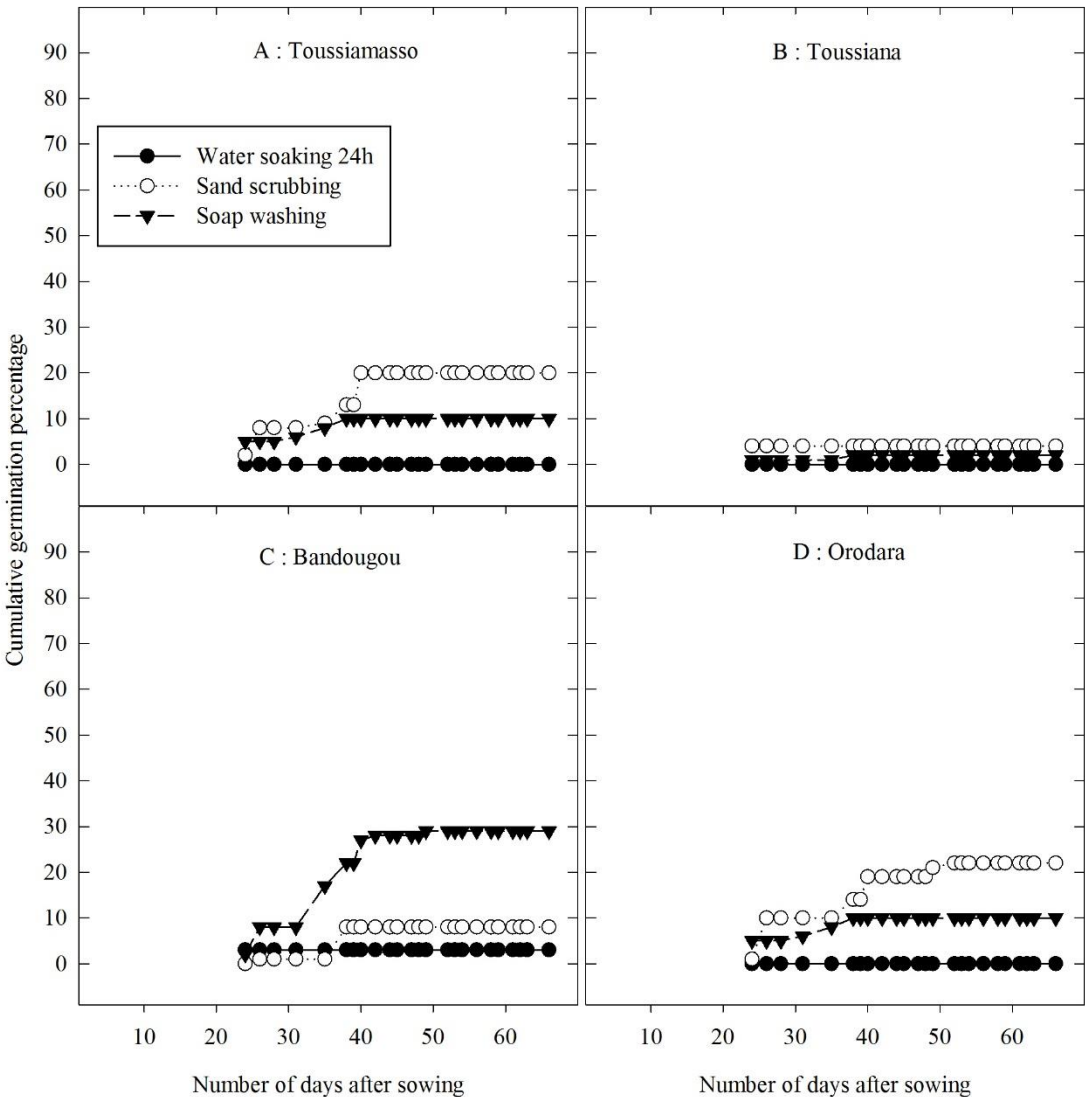 A : Toussiamasso
B : Toussiana
90
80
70
60
50
40
30
20
10
0
Water soaking 24h
Sand scrubbing
Soap washing
Cumulative germination percentage
C : Bandougou
D : Orodara
90
80
70
60
50
40
30
20
10
0
10 20 30 40 50 60
10 20 30 40 50 60
Number of days after sowing
Number of days after sowing